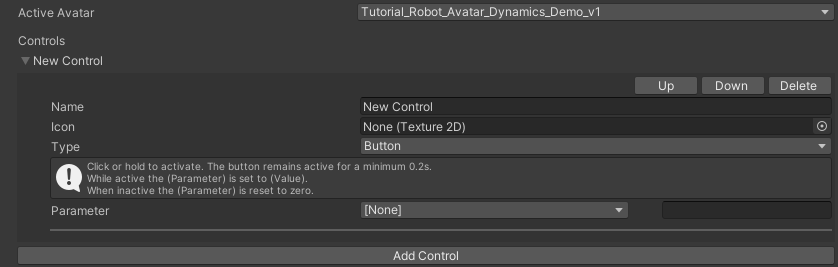 Active Avatar Tutorial_Robot_Avatar_Dynamics_Demo_v1
Controls
New Control
Up Down Delete
Name New Control
Icon None (Texture 2D)
Type Button
Click or hold to activate. The button remains active for a minimum 0.2s.
While active the (Parameter) is set to (Value).
When inactive the (Parameter) is reset to zero.
Parameter [None]
Add Control